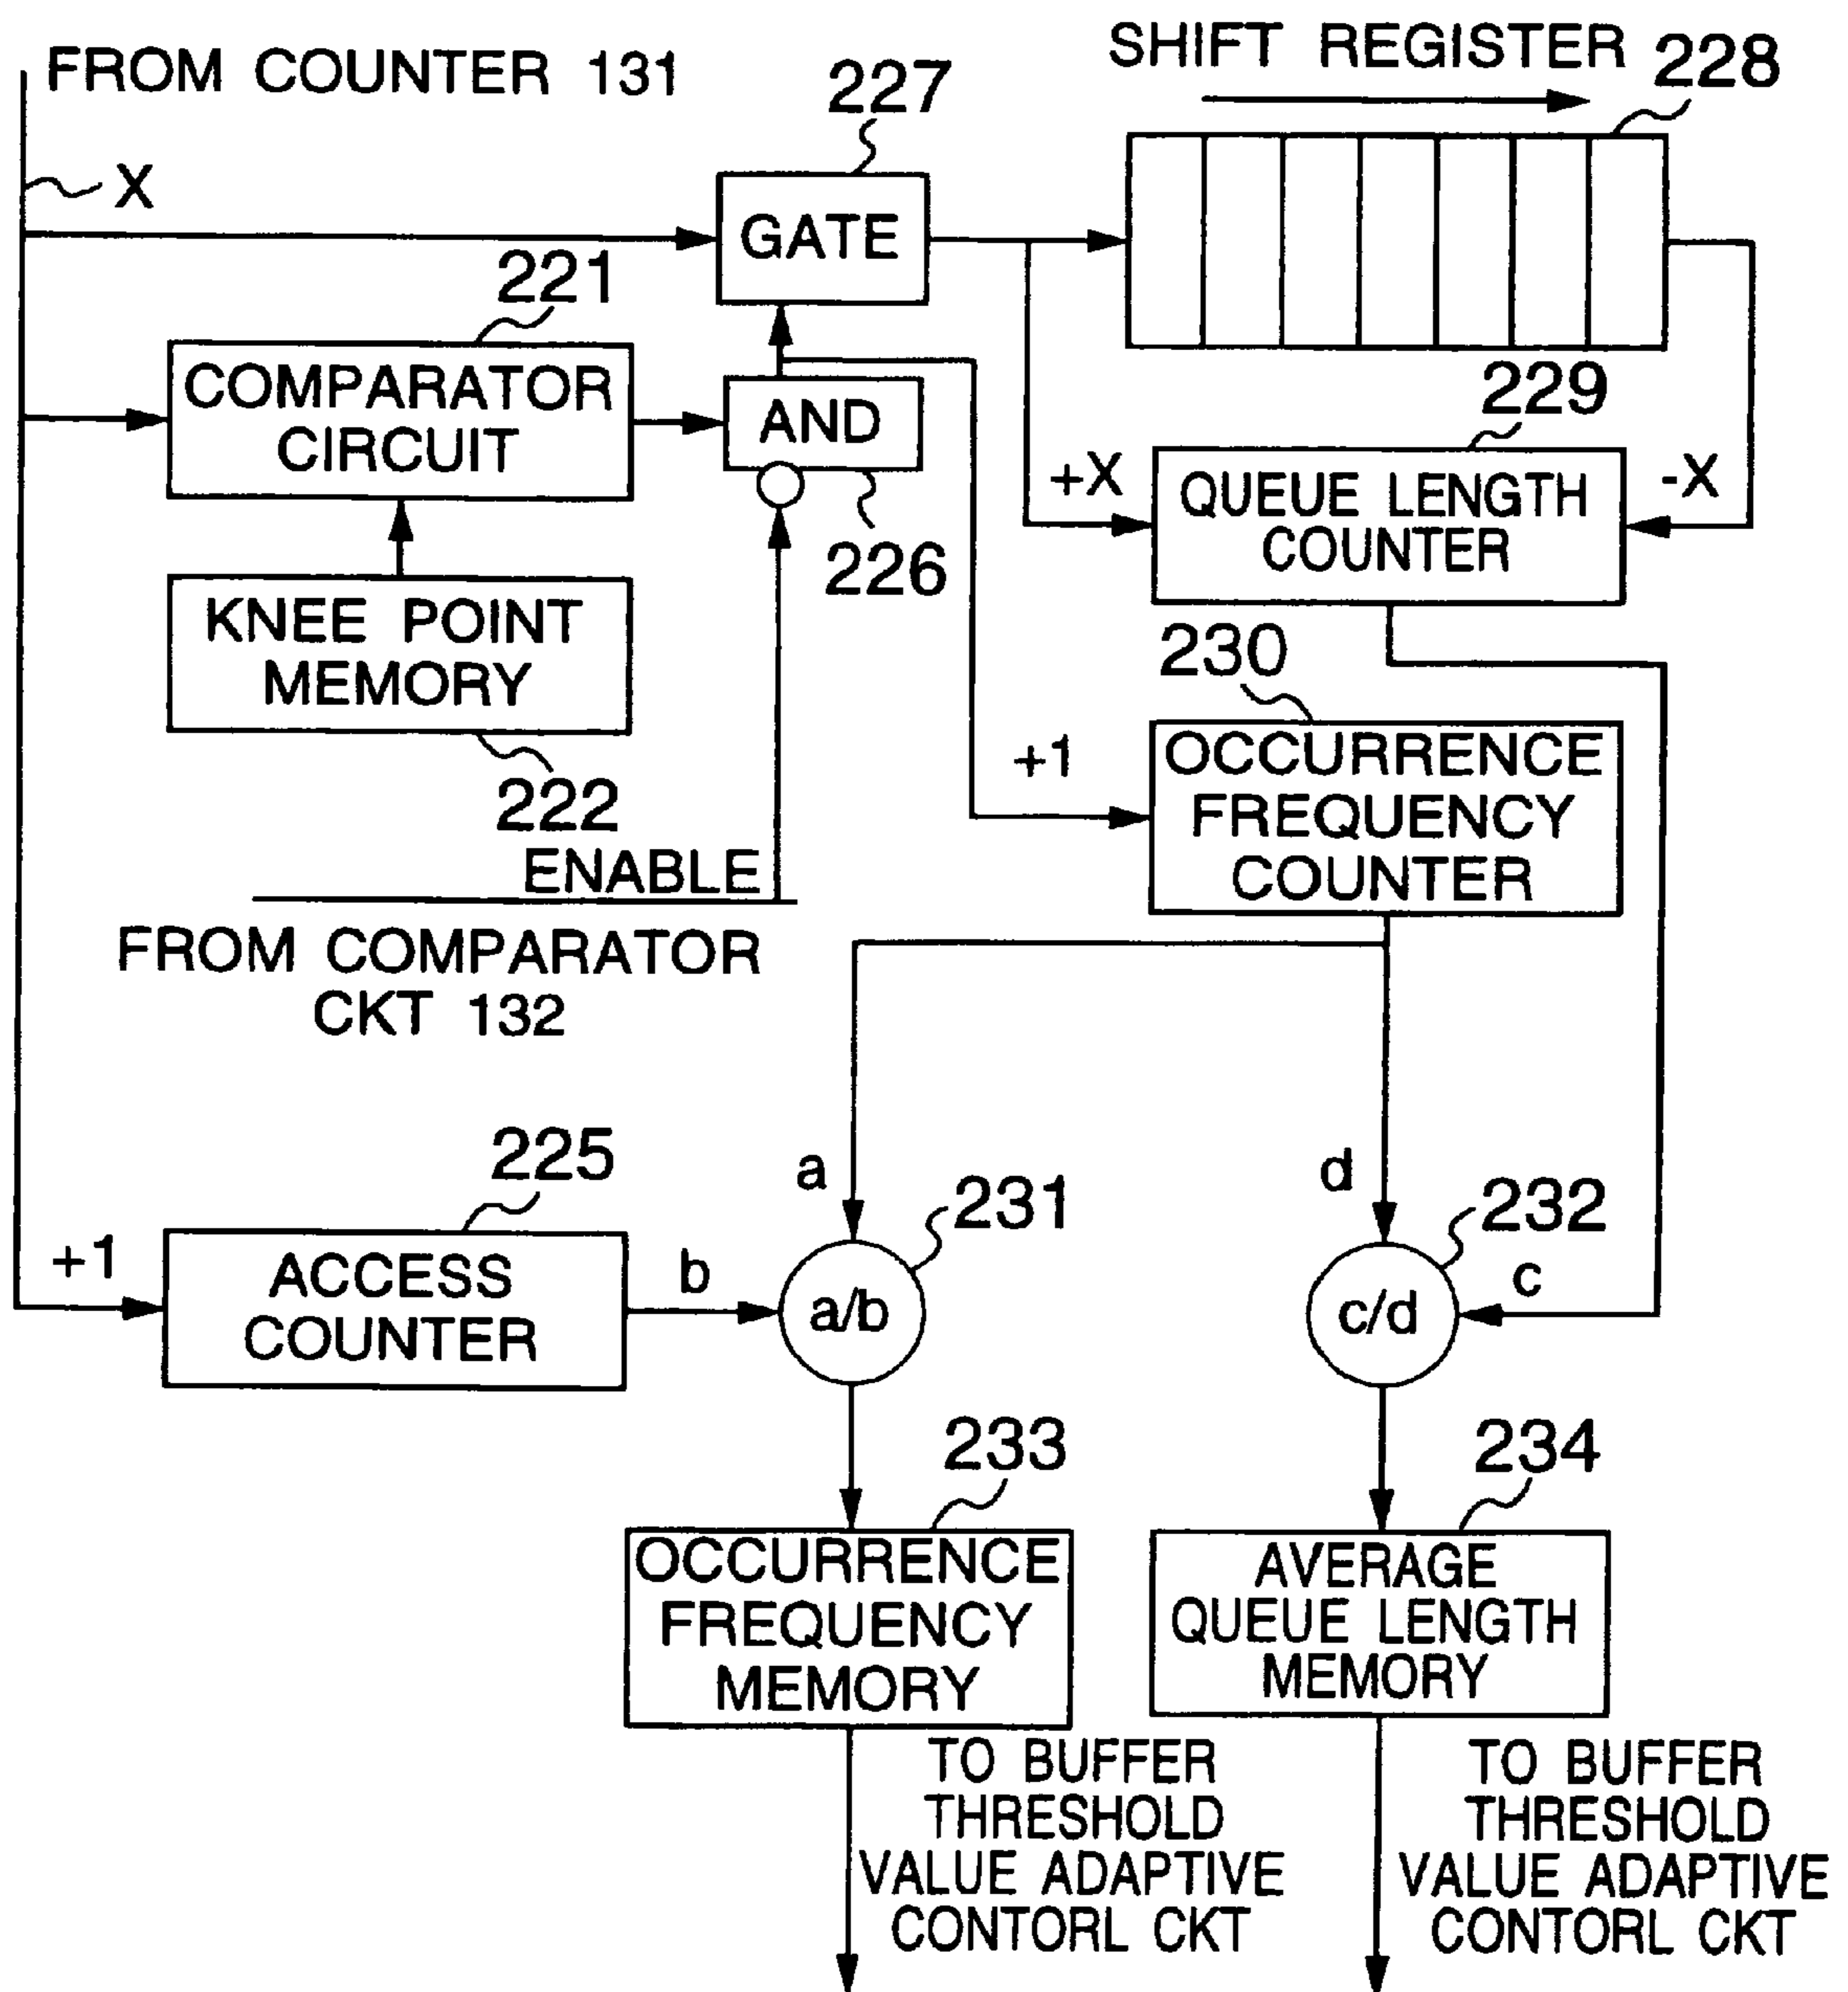 FROM COUNTER 131
SHIFT REGISTER
228
227
X
GATE
221
COMPARATOR
CIRCUIT
AND
229
+X
-X
QUEUE LENGTH
COUNTER
226
KNEE POINT
MEMORY
230
222
+1
OCCURRENCE
FREQUENCY
COUNTER
ENABLE
FROM COMPARATOR
CKT 132
225
a
d
231
232
+1
ACCESS
COUNTER
b
a/b
c/d
c
233
234
OCCURRENCE
FREQUENCY
MEMORY
AVERAGE
QUEUE LENGTH
MEMORY
TO BUFFER
THRESHOLD
VALUE ADAPTIVE
CONTORL CKT
TO BUFFER
THRESHOLD
VALUE ADAPTIVE
CONTORL CKT